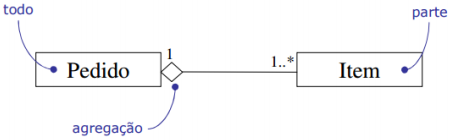 todo
parte
Pedido
1
1..*
Item
agregação